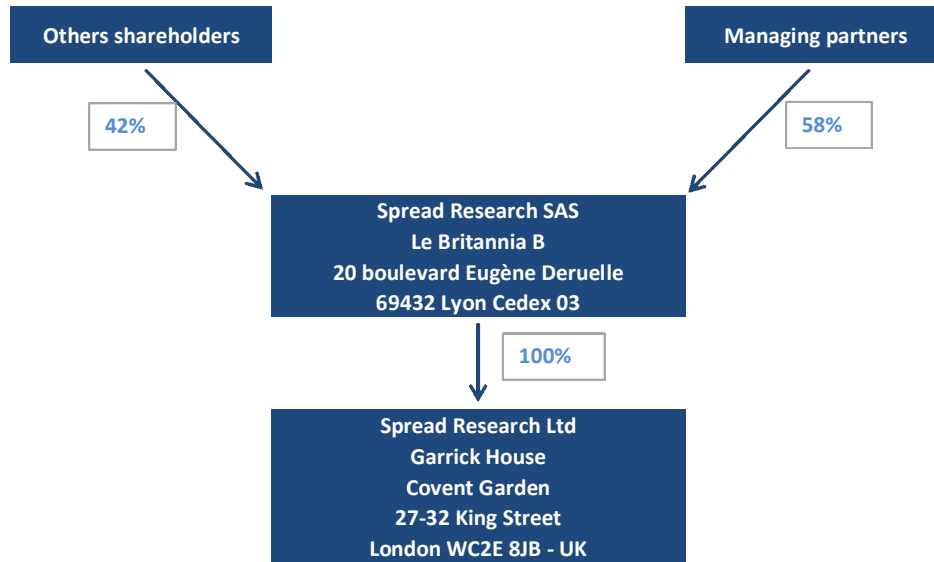 Others shareholders
Managing partners
42%
58%
Spread Research SAS
Le Britannia B
20 boulevard Eugène Deruelle
69432 Lyon Cedex 03
100%
Spread Research Ltd
Garrick House
Covent Garden
27-32 King Street
London WC2E 8JB - UK